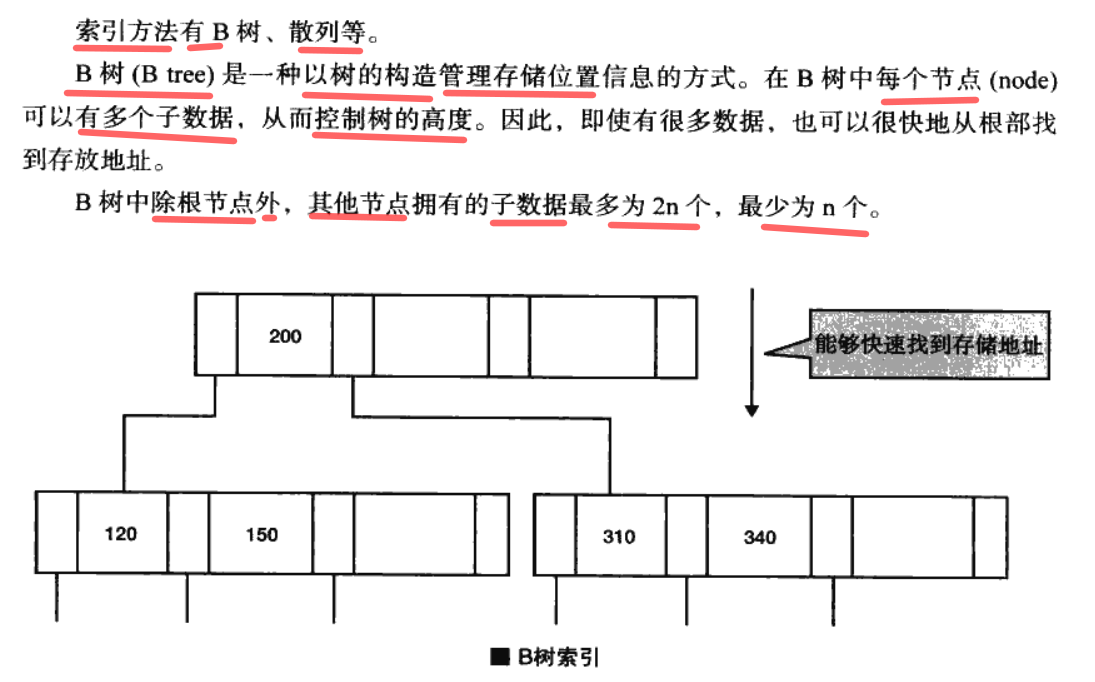 索引方法有 B 树、散列等。
B 树 (B tree) 是一种以树的构造管理存储位置信息的方式。在 B 树中每个节点 (node)
可以有多个子数据，从而控制树的高度。因此，即使有很多数据，也可以很快地从根部找
到存放地址。
B 树中除根节点外，其他节点拥有的子数据最多为 2n 个，最少为 n 个。
200
能够快速找到存储地址
120 150
310 340
■ B树索引